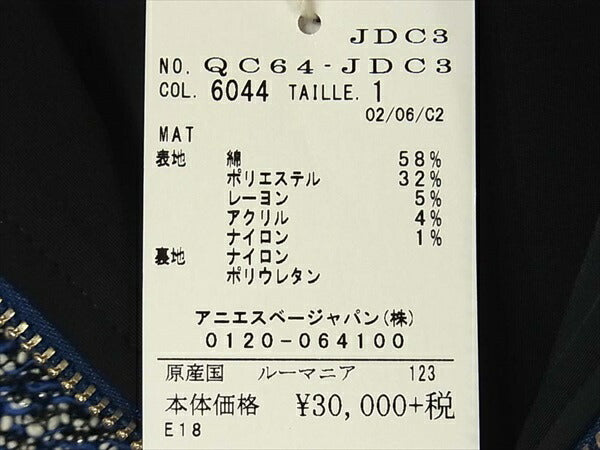 JDC3
NO. QC64-JDC3
COL. 6044 TAILLE. 1
02/06/C2
MAT
表地 綿 58%
ポリエステル 32%
レーヨン 5%
アクリル 4%
ナイロン 1%
裏地 ナイロン
ポリウレタン
アニエスベージャパン(株)
0120-064100
原産国 ルーマニア 123
本体価格 ¥30,000+税
E18